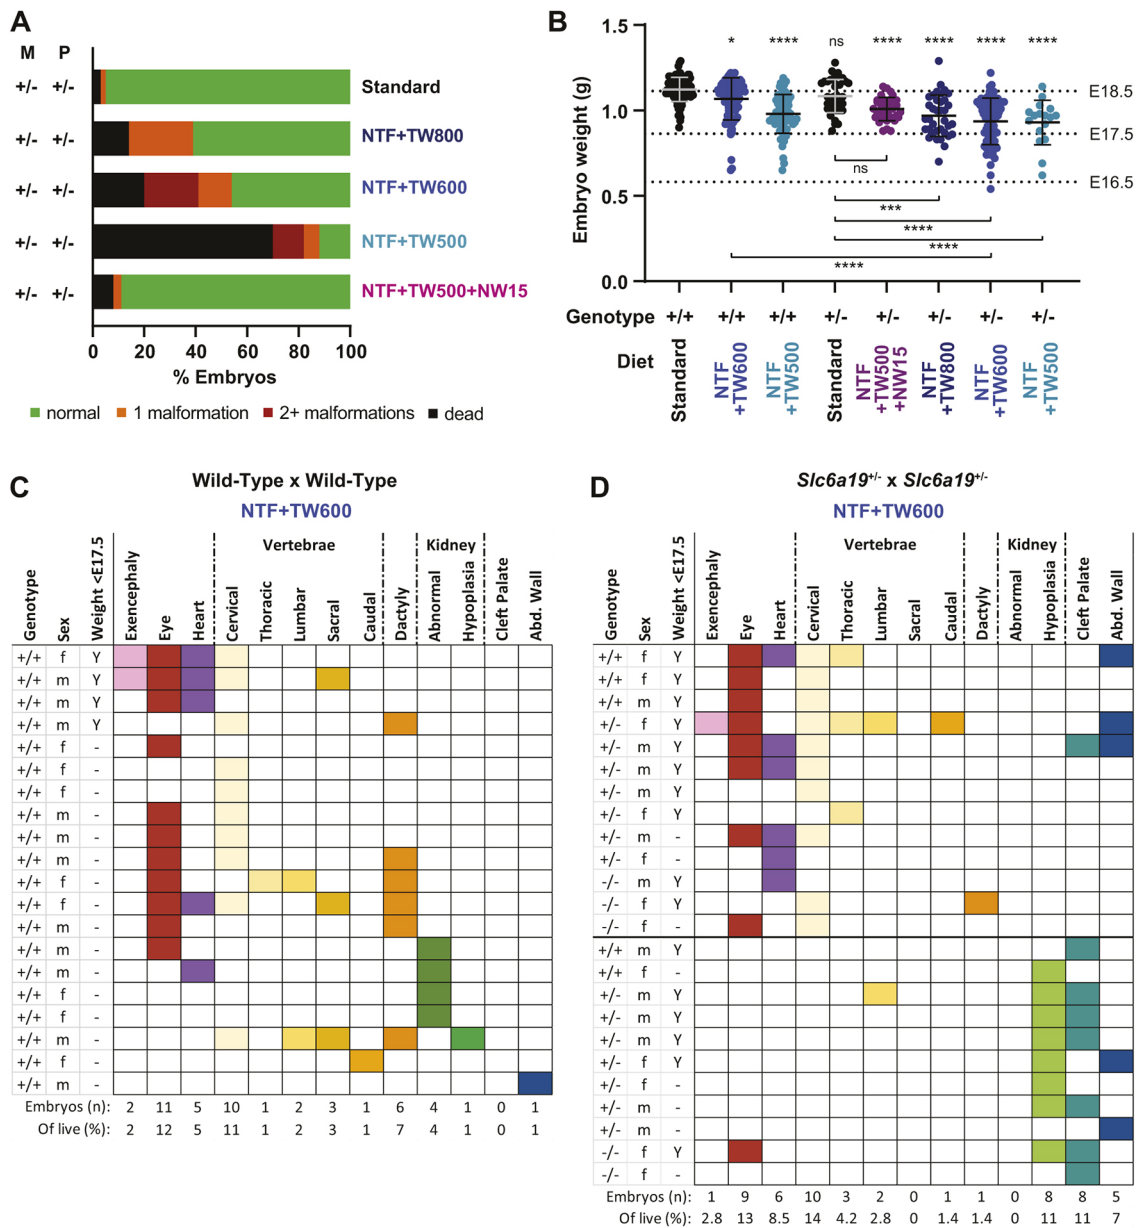 A
M P
+/- +/- Standard
+/- +/- NTF+TW800
+/- +/- NTF+TW600
+/- +/- NTF+TW500
+/- +/- NTF+TW500+NW15
0 20 40 60 80 100
% Embryos
normal 1 malformation 2+ malformations dead
B
Embryo weight (g)
1.5
1.0
0.5
0.0
* **** ns **** **** **** ****
E18.5
E17.5
E16.5
ns
***
****
****
****
Genotype +/+ +/+ +/+ +/- +/- +/- +/- +/-
Diet
Standard
NTF +TW600
NTF +TW500
Standard
NTF +TW500 +NW15
NTF +TW800
NTF +TW600
NTF +TW500
C
Wild-Type x Wild-Type
NTF+TW600
Vertebrae Kidney
Genotype Sex Weight <E17.5 Exencephaly Eye Heart Cervical Thoracic Lumbar Sacral Caudal Dactyly Abnormal Hypoplasia Cleft Palate Abd. Wall
+/+ f Y
+/+ m Y
+/+ m Y
+/+ m Y
+/+ f -
+/+ f -
+/+ f -
+/+ m -
+/+ m -
+/+ m -
+/+ f -
+/+ f -
+/+ m -
+/+ m -
+/+ m -
+/+ f -
+/+ f -
+/+ m -
+/+ f -
+/+ m -
Embryos (n): 2 11 5 10 1 2 3 1 6 4 1 0 1
Of live (%): 2 12 5 11 1 2 3 1 7 4 1 0 1
D
Slc6a19+/- x Slc6a19+/-
NTF+TW600
Vertebrae Kidney
Genotype Sex Weight <E17.5 Exencephaly Eye Heart Cervical Thoracic Lumbar Sacral Caudal Dactyly Abnormal Hypoplasia Cleft Palate Abd. Wall
+/+ f Y
+/+ f Y
+/+ m Y
+/- f Y
+/- m Y
+/- m Y
+/- m Y
+/- f Y
+/- m -
+/- f -
-/- m Y
-/- f Y
-/- f -
+/+ m Y
+/+ f -
+/- m Y
+/- m Y
+/- m Y
+/- f Y
+/- f -
+/- m -
+/- m -
-/- f Y
-/- f -
Embryos (n): 1 9 6 10 3 2 0 1 1 0 8 8 5
Of live (%): 2.8 13 8.5 14 4.2 2.8 0 1.4 1.4 0 11 11 7